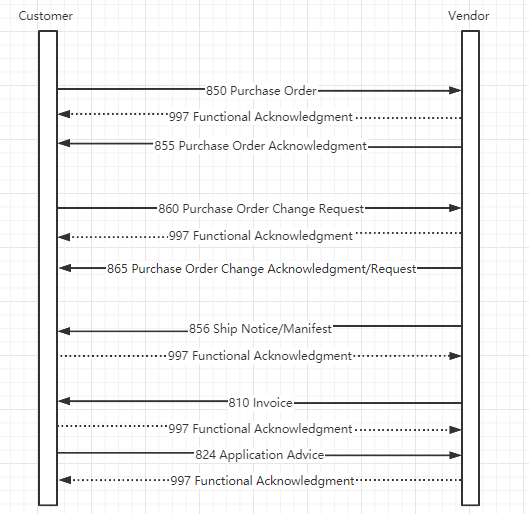 Customer
Vendor
850 Purchase Order
997 Functional Acknowledgment
855 Purchase Order Acknowledgment
860 Purchase Order Change Request
997 Functional Acknowledgment
865 Purchase Order Change Acknowledgment/Request
856 Ship Notice/Manifest
997 Functional Acknowledgment
810 Invoice
997 Functional Acknowledgment
824 Application Advice
997 Functional Acknowledgment